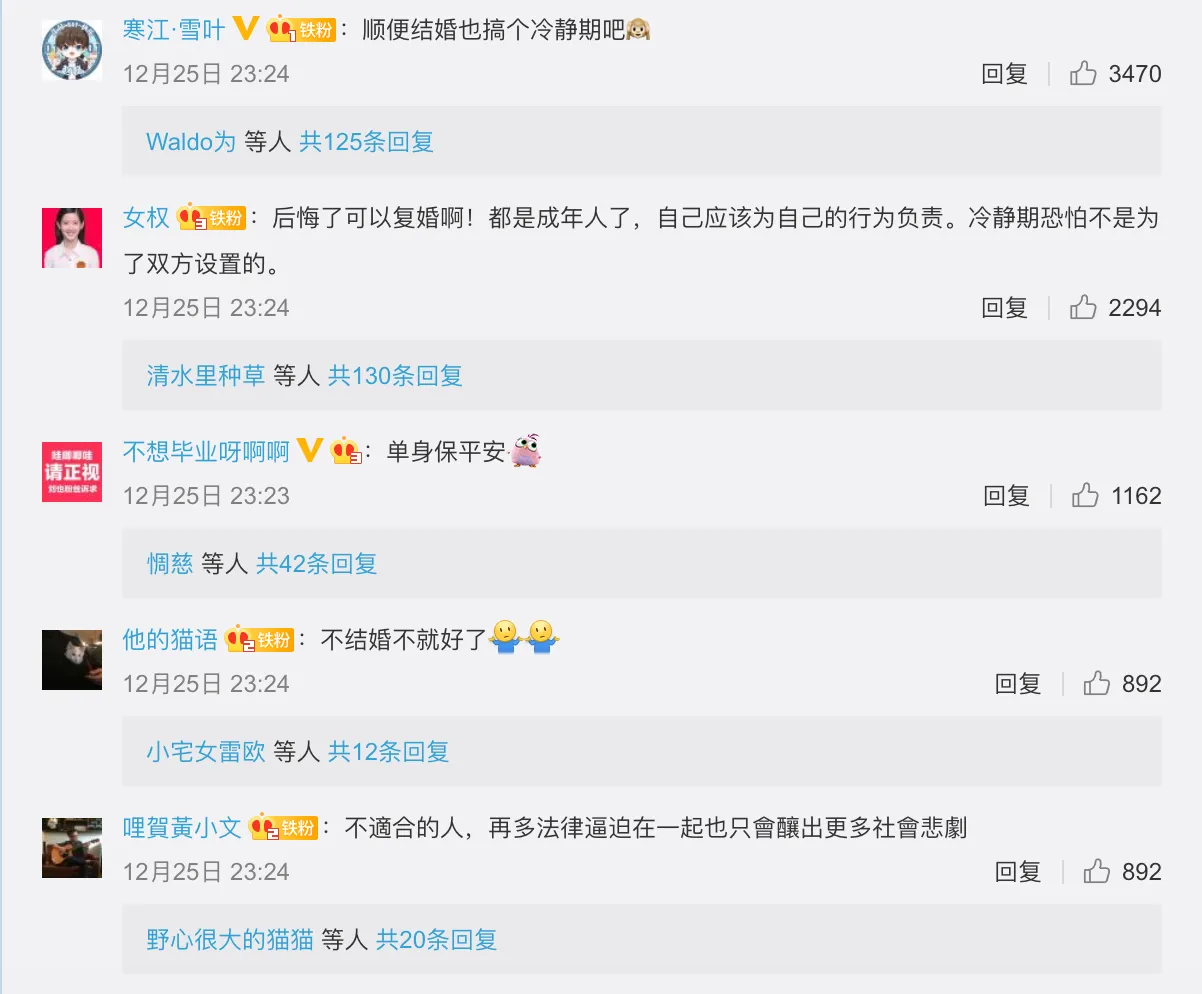 寒江·雪叶 1 铁粉：顺便结婚也搞个冷静期吧
12月25日 23:24 回复 3470
Waldo为 等人 共125条回复
女权 3 铁粉：后悔了可以复婚啊！都是成年人了，自己应该为自己的行为负责。冷静期恐怕不是为
了双方设置的。
12月25日 23:24 回复 2294
清水里种草 等人 共130条回复
请正视
不想毕业呀啊啊 3：单身保平安
12月25日 23:23 回复 1162
惆慈 等人 共42条回复
他的猫语 2 铁粉：不结婚不就好了
12月25日 23:24 回复 892
小宅女雷欧 等人 共12条回复
哩賀黃小文 2 铁粉：不適合的人，再多法律逼迫在一起也只會釀出更多社會悲劇
12月25日 23:24 回复 892
野心很大的猫猫 等人 共20条回复